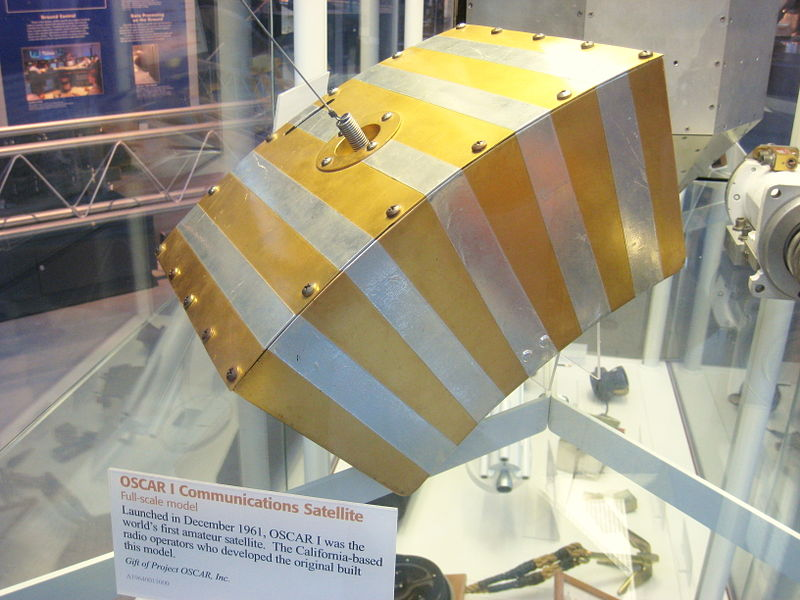 Ground Control
Data Processing
on the Ground
OSCAR I Communications Satellite
Full-scale model
Launched in December 1961, OSCAR I was the
world's first amateur satellite. The California-based
radio operators who developed the original built
this model.
Gift of Project OSCAR, Inc.